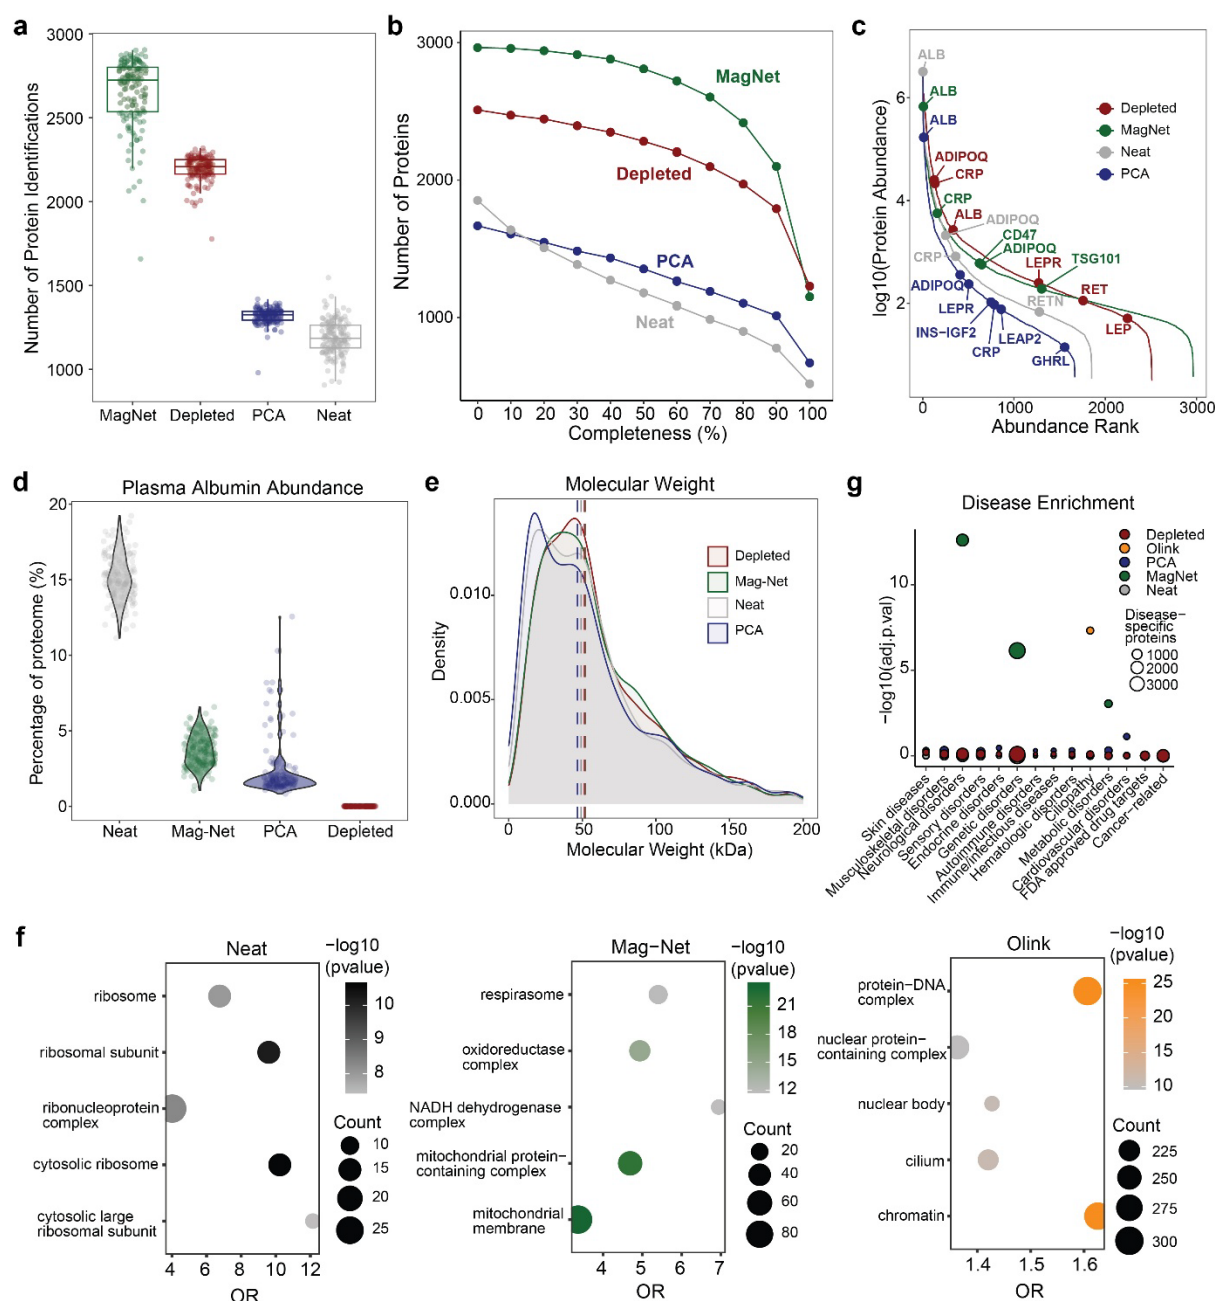 a
3000
2500
2000
1500
1000
Number of Protein Identifications
MagNet
Depleted
PCA
Neat
b
3000
2000
1000
Number of Proteins
MagNet
Depleted
PCA
Neat
0 10 20 30 40 50 60 70 80 90 100
Completeness (%)
c
6
4
2
log10(Protein Abundance)
ALB
ALB
ALB
ADIPOQ
CRP
CRP
ALB
ADIPOQ
CD47
ADIPOQ
CRP
LEPR
TSG101
ADIPOQ
RETN
RET
LEPR
LEP
INS−IGF2
LEAP2
CRP
GHRL
Depleted
MagNet
Neat
PCA
0 1000 2000 3000
Abundance Rank
d
Plasma Albumin Abundance
20
15
10
5
0
Percentage of proteome (%)
Neat
Mag-Net
PCA
Depleted
e
Molecular Weight
0.010
0.005
0.000
Density
Depleted
Mag-Net
Neat
PCA
0 50 100 150 200
Molecular Weight (kDa)
g
Disease Enrichment
10
5
0
−log10(adj.p.val)
Depleted
Olink
PCA
MagNet
Neat
Disease−
specific
proteins
1000
2000
3000
Skin diseases
Musculoskeletal disorders
Neurological disorders
Sensory disorders
Endocrine disorders
Genetic disorders
Autoimmune disorders
Immune/infectious diseases
Hematologic disorders
Ciliopathy
Metabolic disorders
Cardiovascular disorders
FDA approved drug targets
Cancer−related
f
Neat
ribosome
ribosomal subunit
ribonucleoprotein
complex
cytosolic ribosome
cytosolic large
ribosomal subunit
4 6 8 10 12
OR
−log10
(pvalue)
10
9
8
Count
10
15
20
25
Mag−Net
respirasome
oxidoreductase
complex
NADH dehydrogenase
complex
mitochondrial protein−
containing complex
mitochondrial
membrane
4 5 6 7
OR
−log10
(pvalue)
21
18
15
12
Count
20
40
60
80
Olink
protein−DNA
complex
nuclear protein−
containing complex
nuclear body
cilium
chromatin
1.4 1.5 1.6
OR
−log10
(pvalue)
25
20
15
10
Count
225
250
275
300